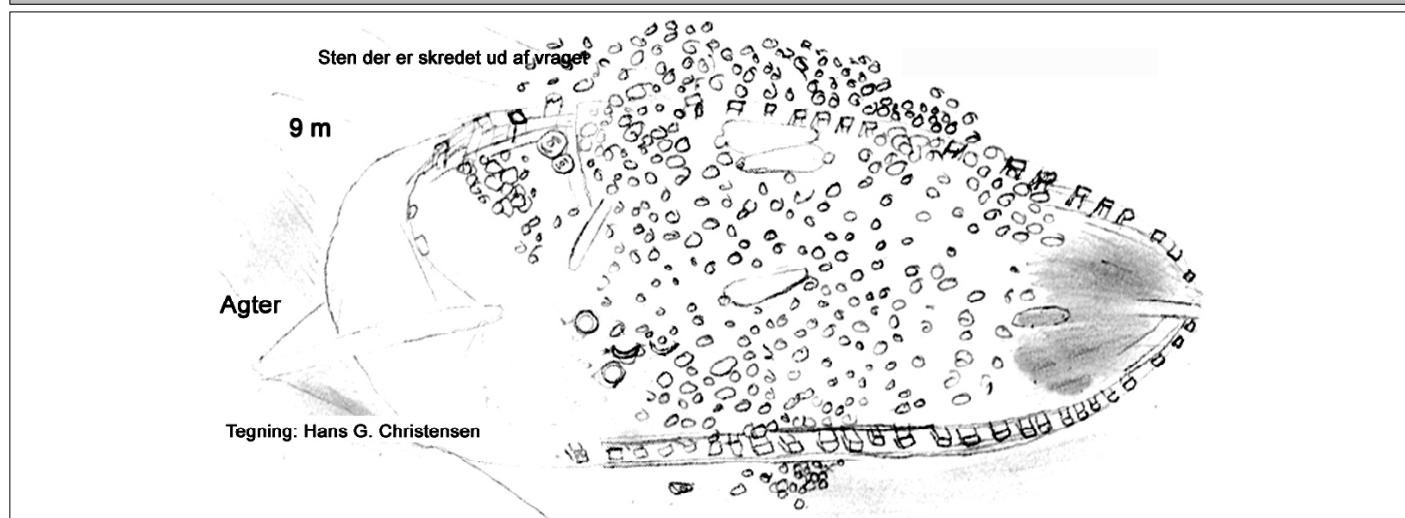 Sten der er skredet ud af vraget
9 m
Agter
Tegning: Hans G. Christensen